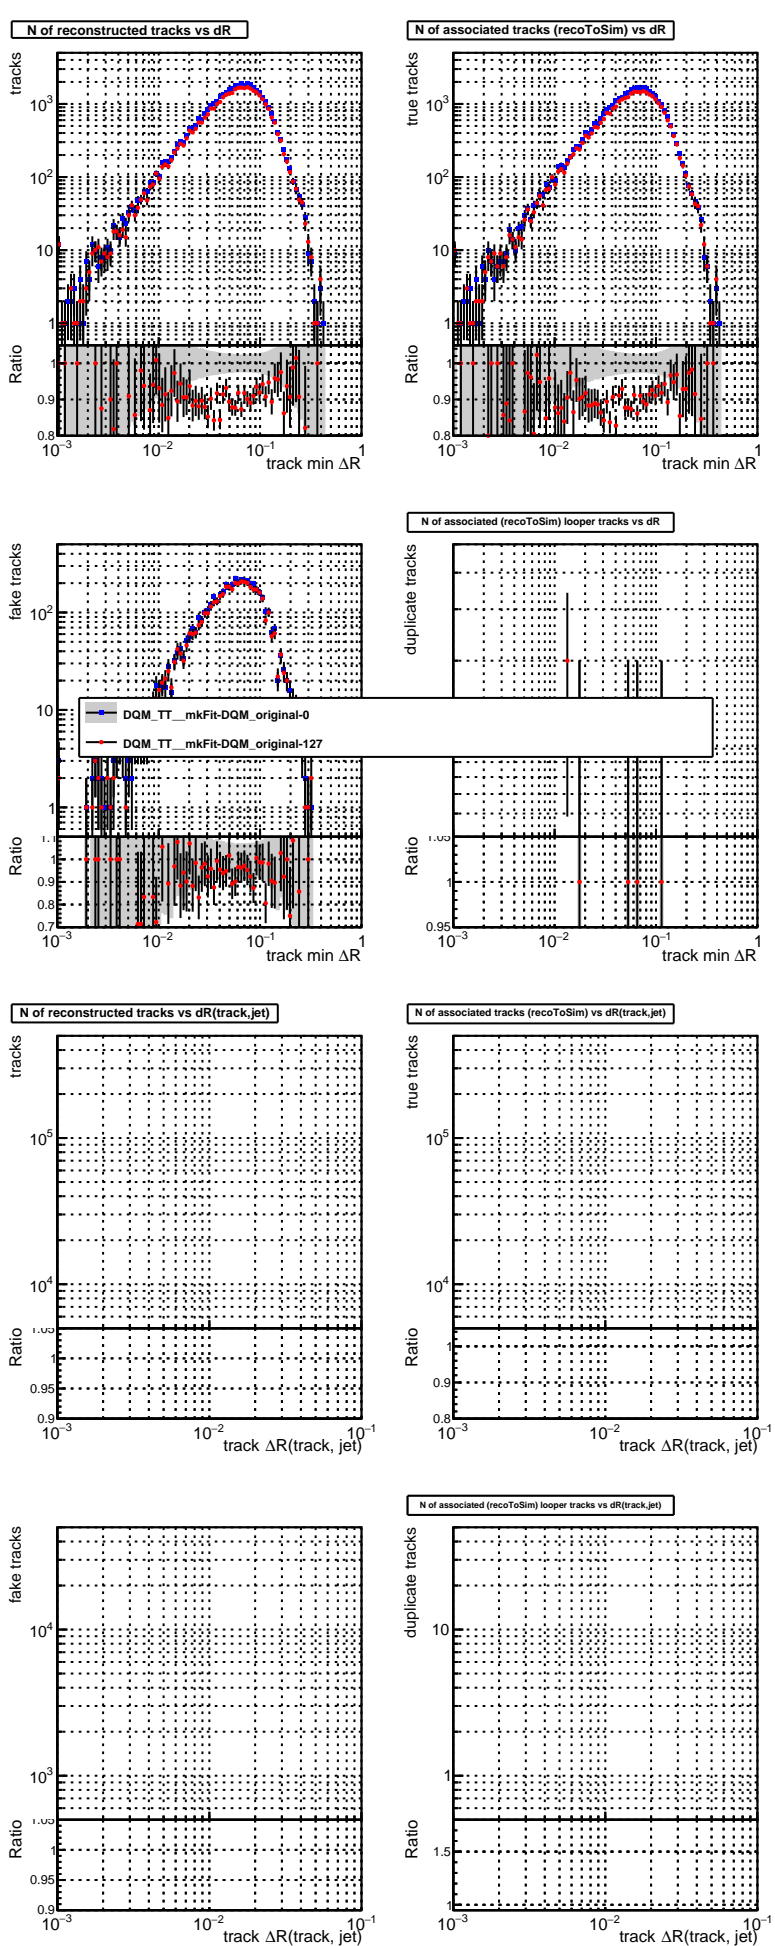 N of reconstructed tracks vs dR
tracks
10³
10²
10
1
Ratio
1
0.9
0.8
10⁻³ 10⁻² 10⁻¹ 1
track min ΔR
N of associated tracks (recoToSim) vs dR
true tracks
10³
10²
10
1
Ratio
1
0.9
0.8
10⁻³ 10⁻² 10⁻¹ 1
track min ΔR
fake tracks
10²
10
1
Ratio
1.1
1
0.9
0.8
0.7
10⁻³ 10⁻² 10⁻¹ 1
track min ΔR
N of associated (recoToSim) looper tracks vs dR
duplicate tracks
Ratio
1.05
1
0.95
10⁻³ 10⁻² 10⁻¹ 1
track min ΔR
DQM_TT__mkFit-DQM_original-0
DQM_TT__mkFit-DQM_original-127
N of reconstructed tracks vs dR(track,jet)
tracks
10⁵
10⁴
Ratio
1.05
1
0.95
0.9
10⁻³ 10⁻² 10⁻¹
track ΔR(track, jet)
N of associated tracks (recoToSim) vs dR(track,jet)
true tracks
10⁵
10⁴
Ratio
1
0.9
0.8
10⁻³ 10⁻² 10⁻¹
track ΔR(track, jet)
fake tracks
10⁴
10³
Ratio
1.05
1
0.95
0.9
10⁻³ 10⁻² 10⁻¹
track ΔR(track, jet)
N of associated (recoToSim) looper tracks vs dR(track,jet)
duplicate tracks
10
1
Ratio
1.5
1
10⁻³ 10⁻² 10⁻¹
track ΔR(track, jet)